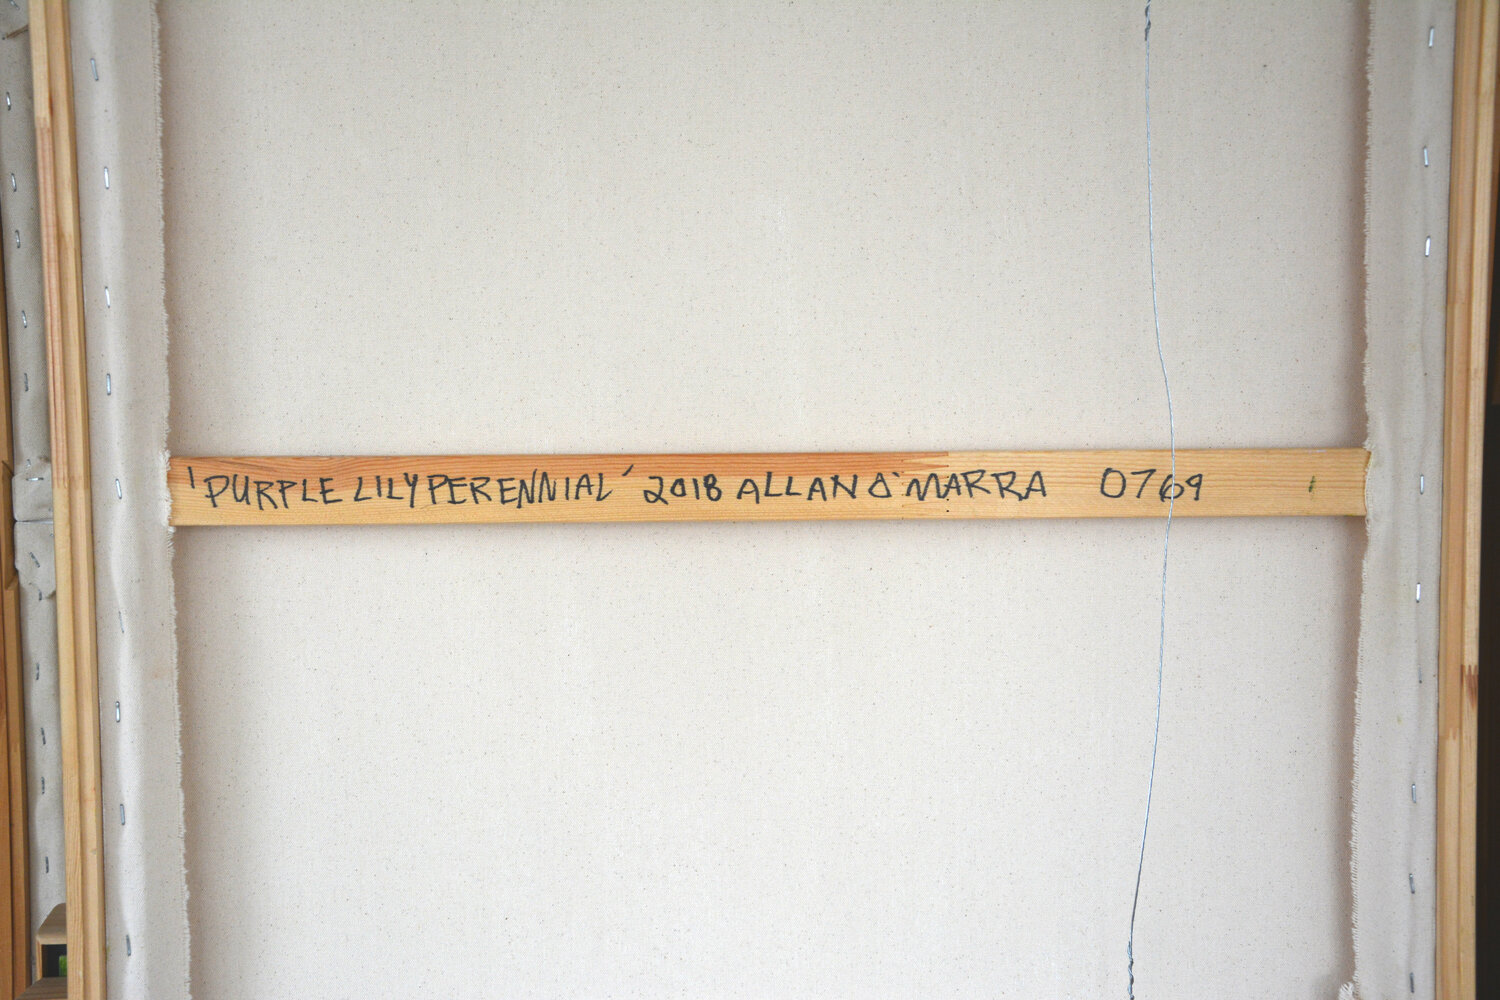 'PURPLE LILY PERENNIAL' 2018 ALLAN O'MARRA 0769